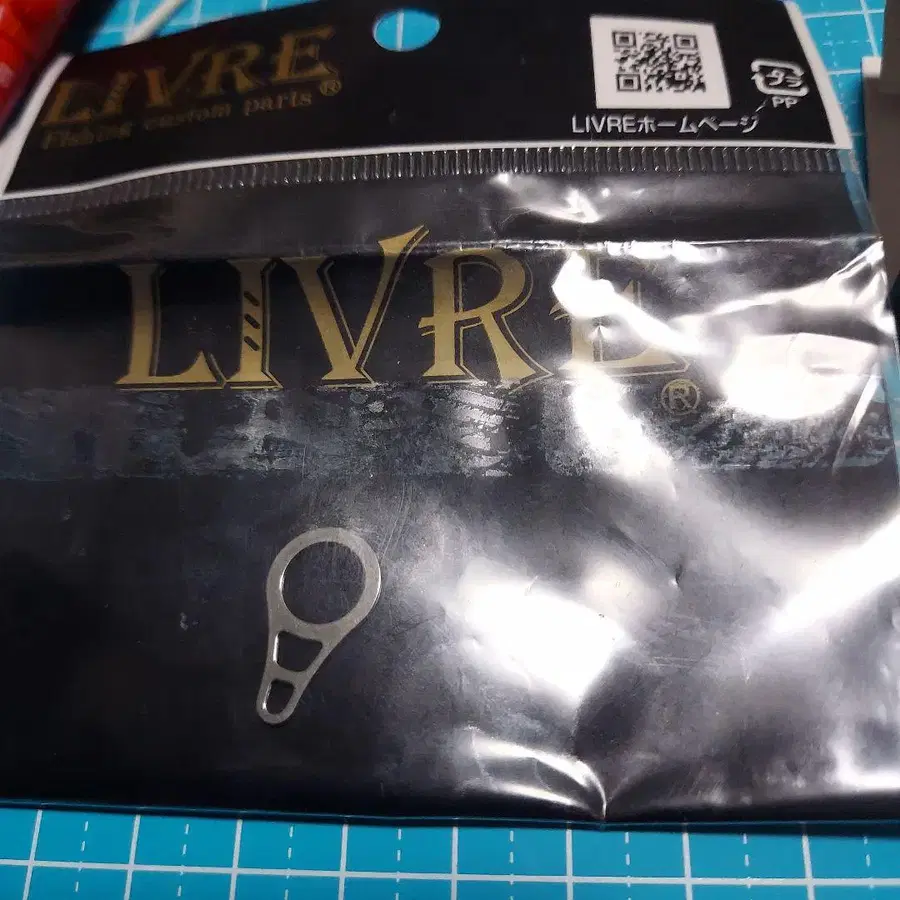 LIVRE®
Fishing custom parts
プラ
PP
LIVREホームページ
LIVRE
®